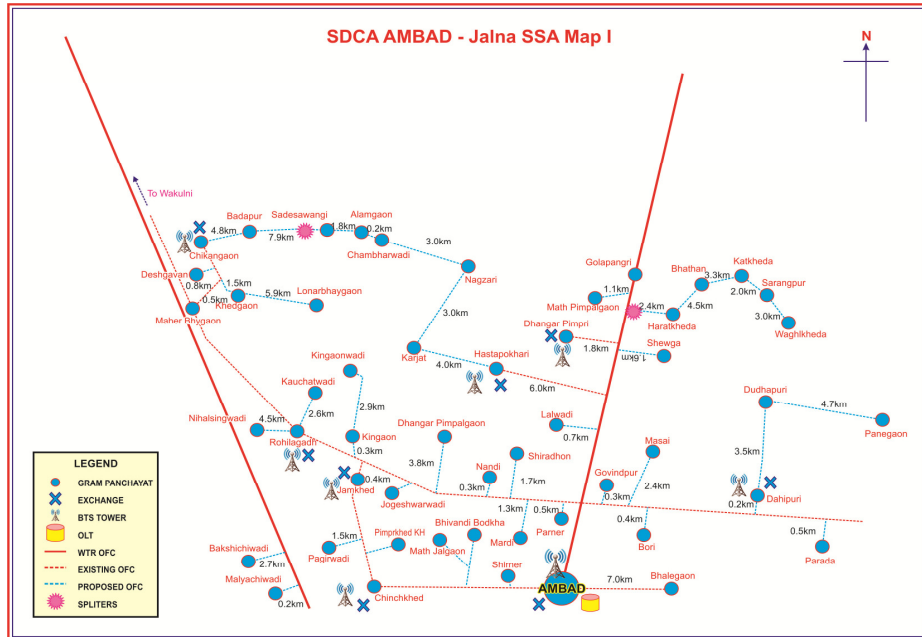 SDCA AMBAD - Jalna SSA Map I
N
To Wakulni
Badapur
Sadesawangi
Alamgaon
4.8km
7.9km
1.8km
0.2km
Chikangaon
Chambharwadi
3.0km
Deshgavan
0.8km
1.5km
Nagzari
0.5km
Khedgaon
5.9km
Lonarbhaygaon
Maher Bhygaon
3.0km
Golapangri
1.1km
Math Pimpalgaon
Bhathan
3.3km
Katkheda
2.0km
Sarangpur
2.4km
4.5km
Haratkheda
3.0km
Waghlkheda
Dhangar Pimpri
1.8km
1.6km
Shewga
Karjat
4.0km
Hastapokhari
6.0km
Kingaonwadi
Kauchatwadi
2.6km
2.9km
Nihalsingwadi
4.5km
Rohilagadh
Kingaon
0.3km
Dhangar Pimpalgaon
3.8km
Lalwadi
0.7km
Dudhapuri
4.7km
Panegaon
3.5km
Shiradhon
Masai
Nandi
0.3km
1.7km
Govindpur
0.3km
2.4km
Jamkhed
0.4km
Jogeshwarwadi
Dahipuri
0.2km
1.3km
0.5km
Parner
0.4km
Bori
0.5km
Parada
Bakshichiwadi
2.7km
Malyachiwadi
0.2km
1.5km
Pagirwadi
Pimprkhed KH
Bhivandi Bodkha
Math Jalgaon
Mardi
Shirner
Chinchkhed
AMBAD
7.0km
Bhalegaon
LEGEND
GRAM PANCHAYAT
EXCHANGE
BTS TOWER
OLT
WTR OFC
EXISTING OFC
PROPOSED OFC
SPLITERS